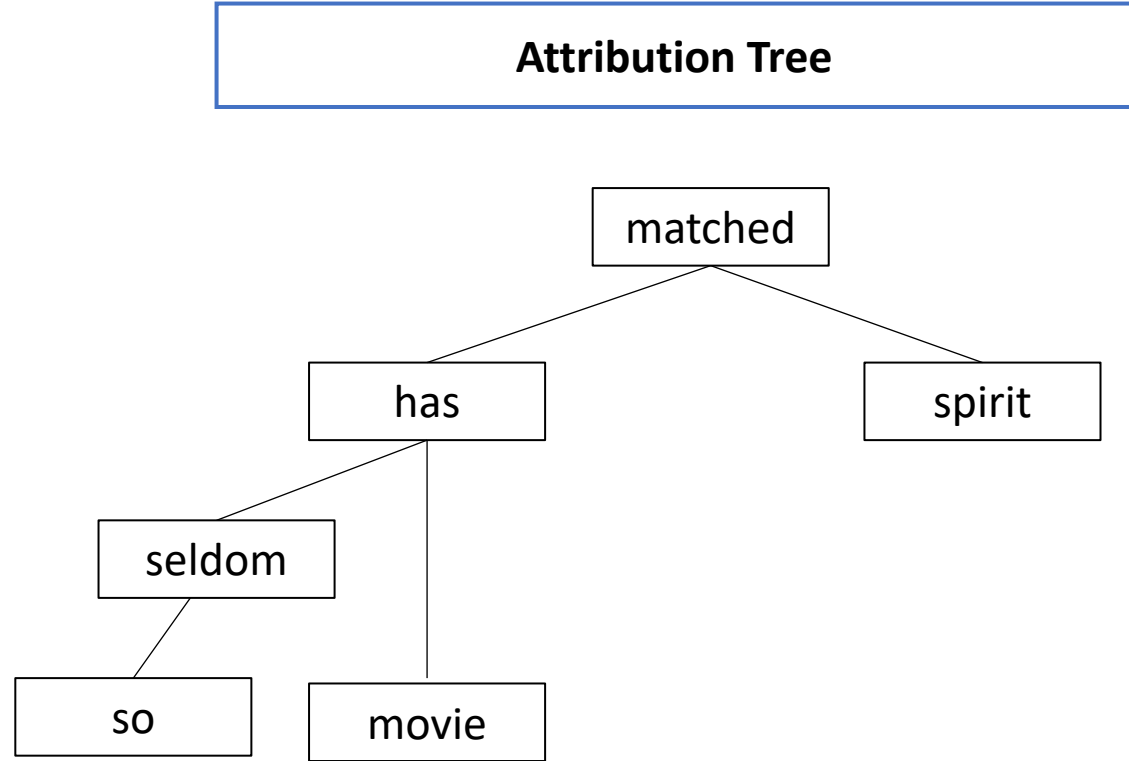 Attribution Tree
matched
has
spirit
seldom
so
movie